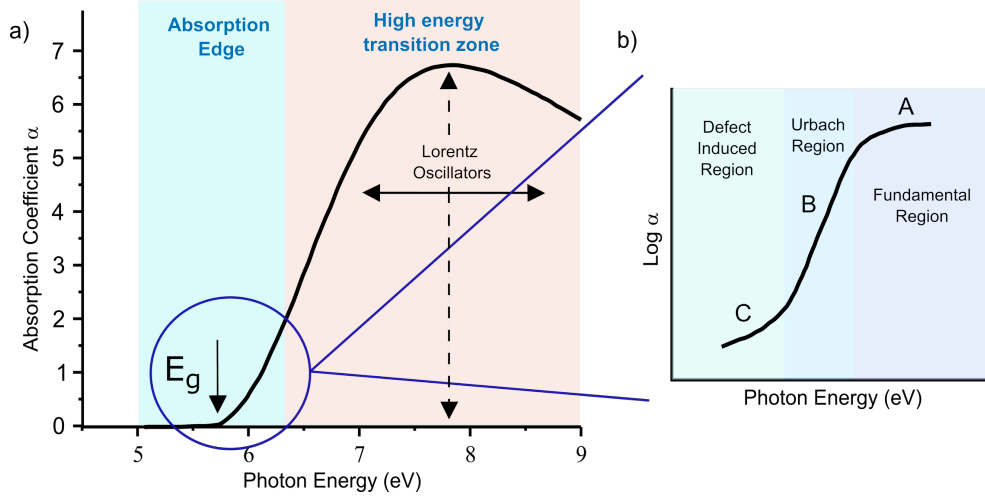 a)
Absorption
Edge
High energy
transition zone
7
6
5
4
3
2
1
0
Absorption Coefficient α
Lorentz
Oscillators
Eg
5
6
7
8
9
Photon Energy (eV)
b)
Defect
Induced
Region
Urbach
Region
A
B
C
Fundamental
Region
Log α
Photon Energy (eV)